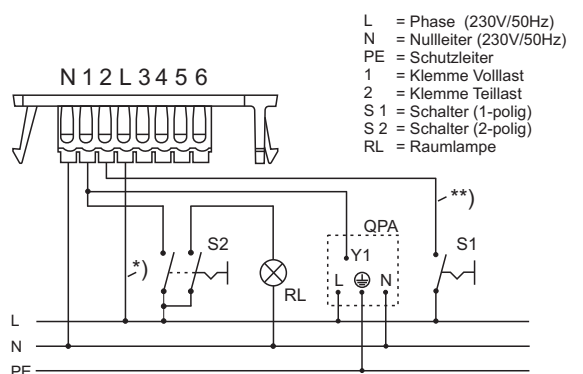 L = Phase (230V/50Hz)
N = Nullleiter (230V/50Hz)
PE = Schutzleiter
1 = Klemme Volllast
2 = Klemme Teillast
S 1 = Schalter (1-polig)
S 2 = Schalter (2-polig)
RL = Raumlampe
N 1 2 L 3 4 5 6
**)
QPA
S2
Y1
S1
*)
L N
RL
L
N
PE